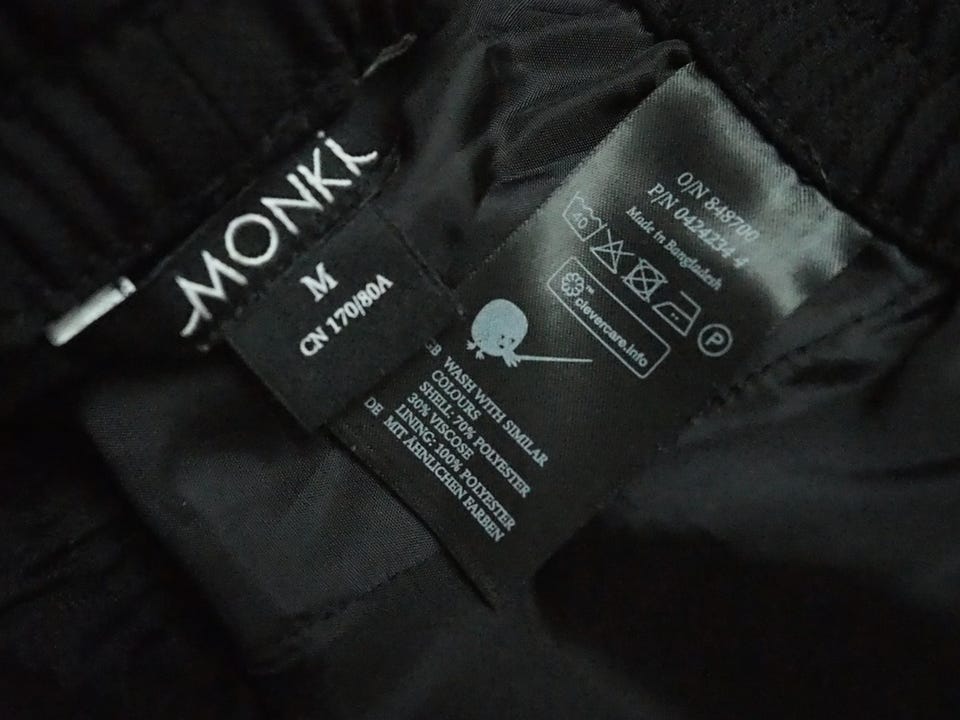 MONKI
M
CN 170/80A
O/N 848700
P/N 0424234 4
Made in Bangladesh
40
P
clevercare.info
GB WASH WITH SIMILAR
COLOURS
SHELL: 70% POLYESTER
30% VISCOSE
LINING: 100% POLYESTER
DE MIT ÄHNLICHEN FARBEN